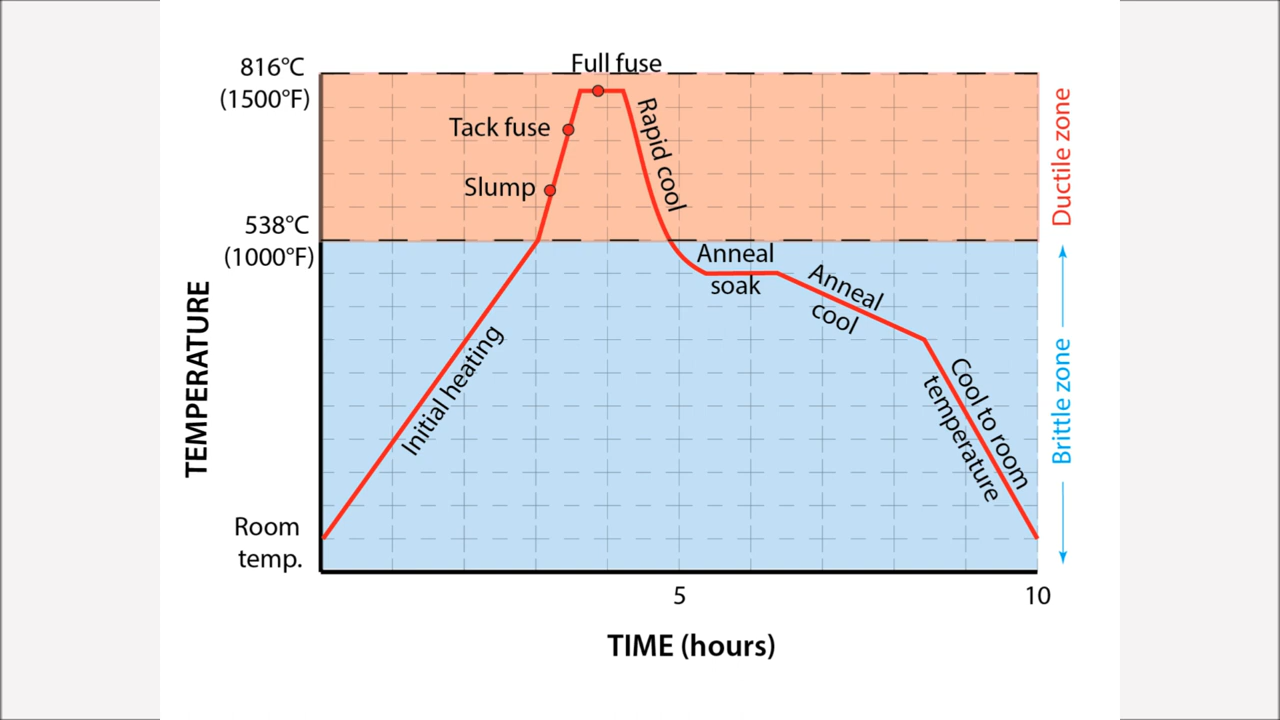 816°C
(1500°F)
Full fuse
Tack fuse
Slump
Rapid cool
Ductile zone
538°C
(1000°F)
Anneal
soak
Anneal
cool
Initial heating
Cool to room
temperature
Brittle zone
TEMPERATURE
Room
temp.
5
10
TIME (hours)